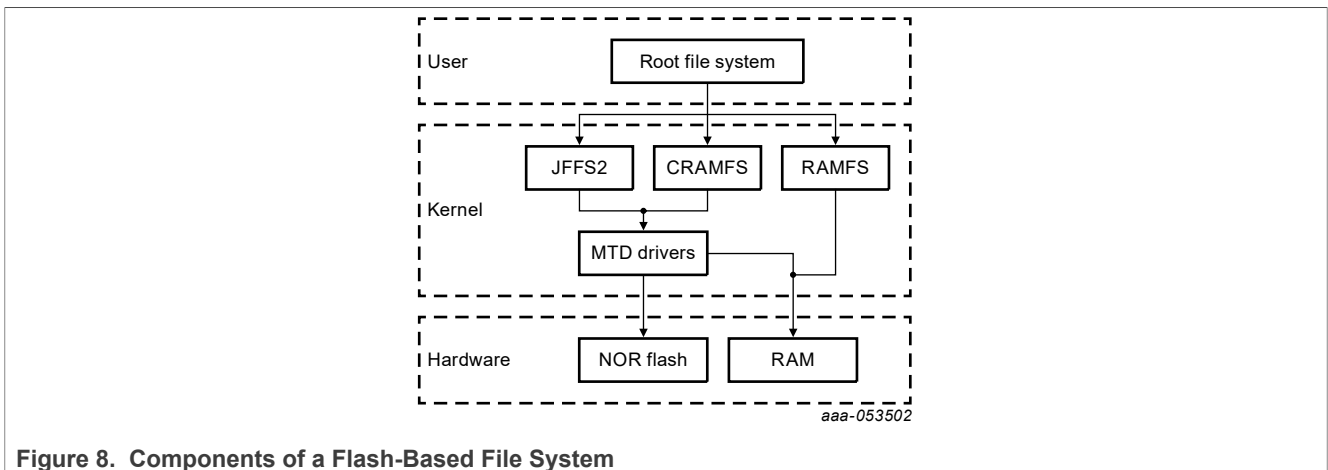 User
Root file system
JFFS2
CRAMFS
RAMFS
Kernel
MTD drivers
Hardware
NOR flash
RAM
aaa-053502
Figure 8. Components of a Flash-Based File System